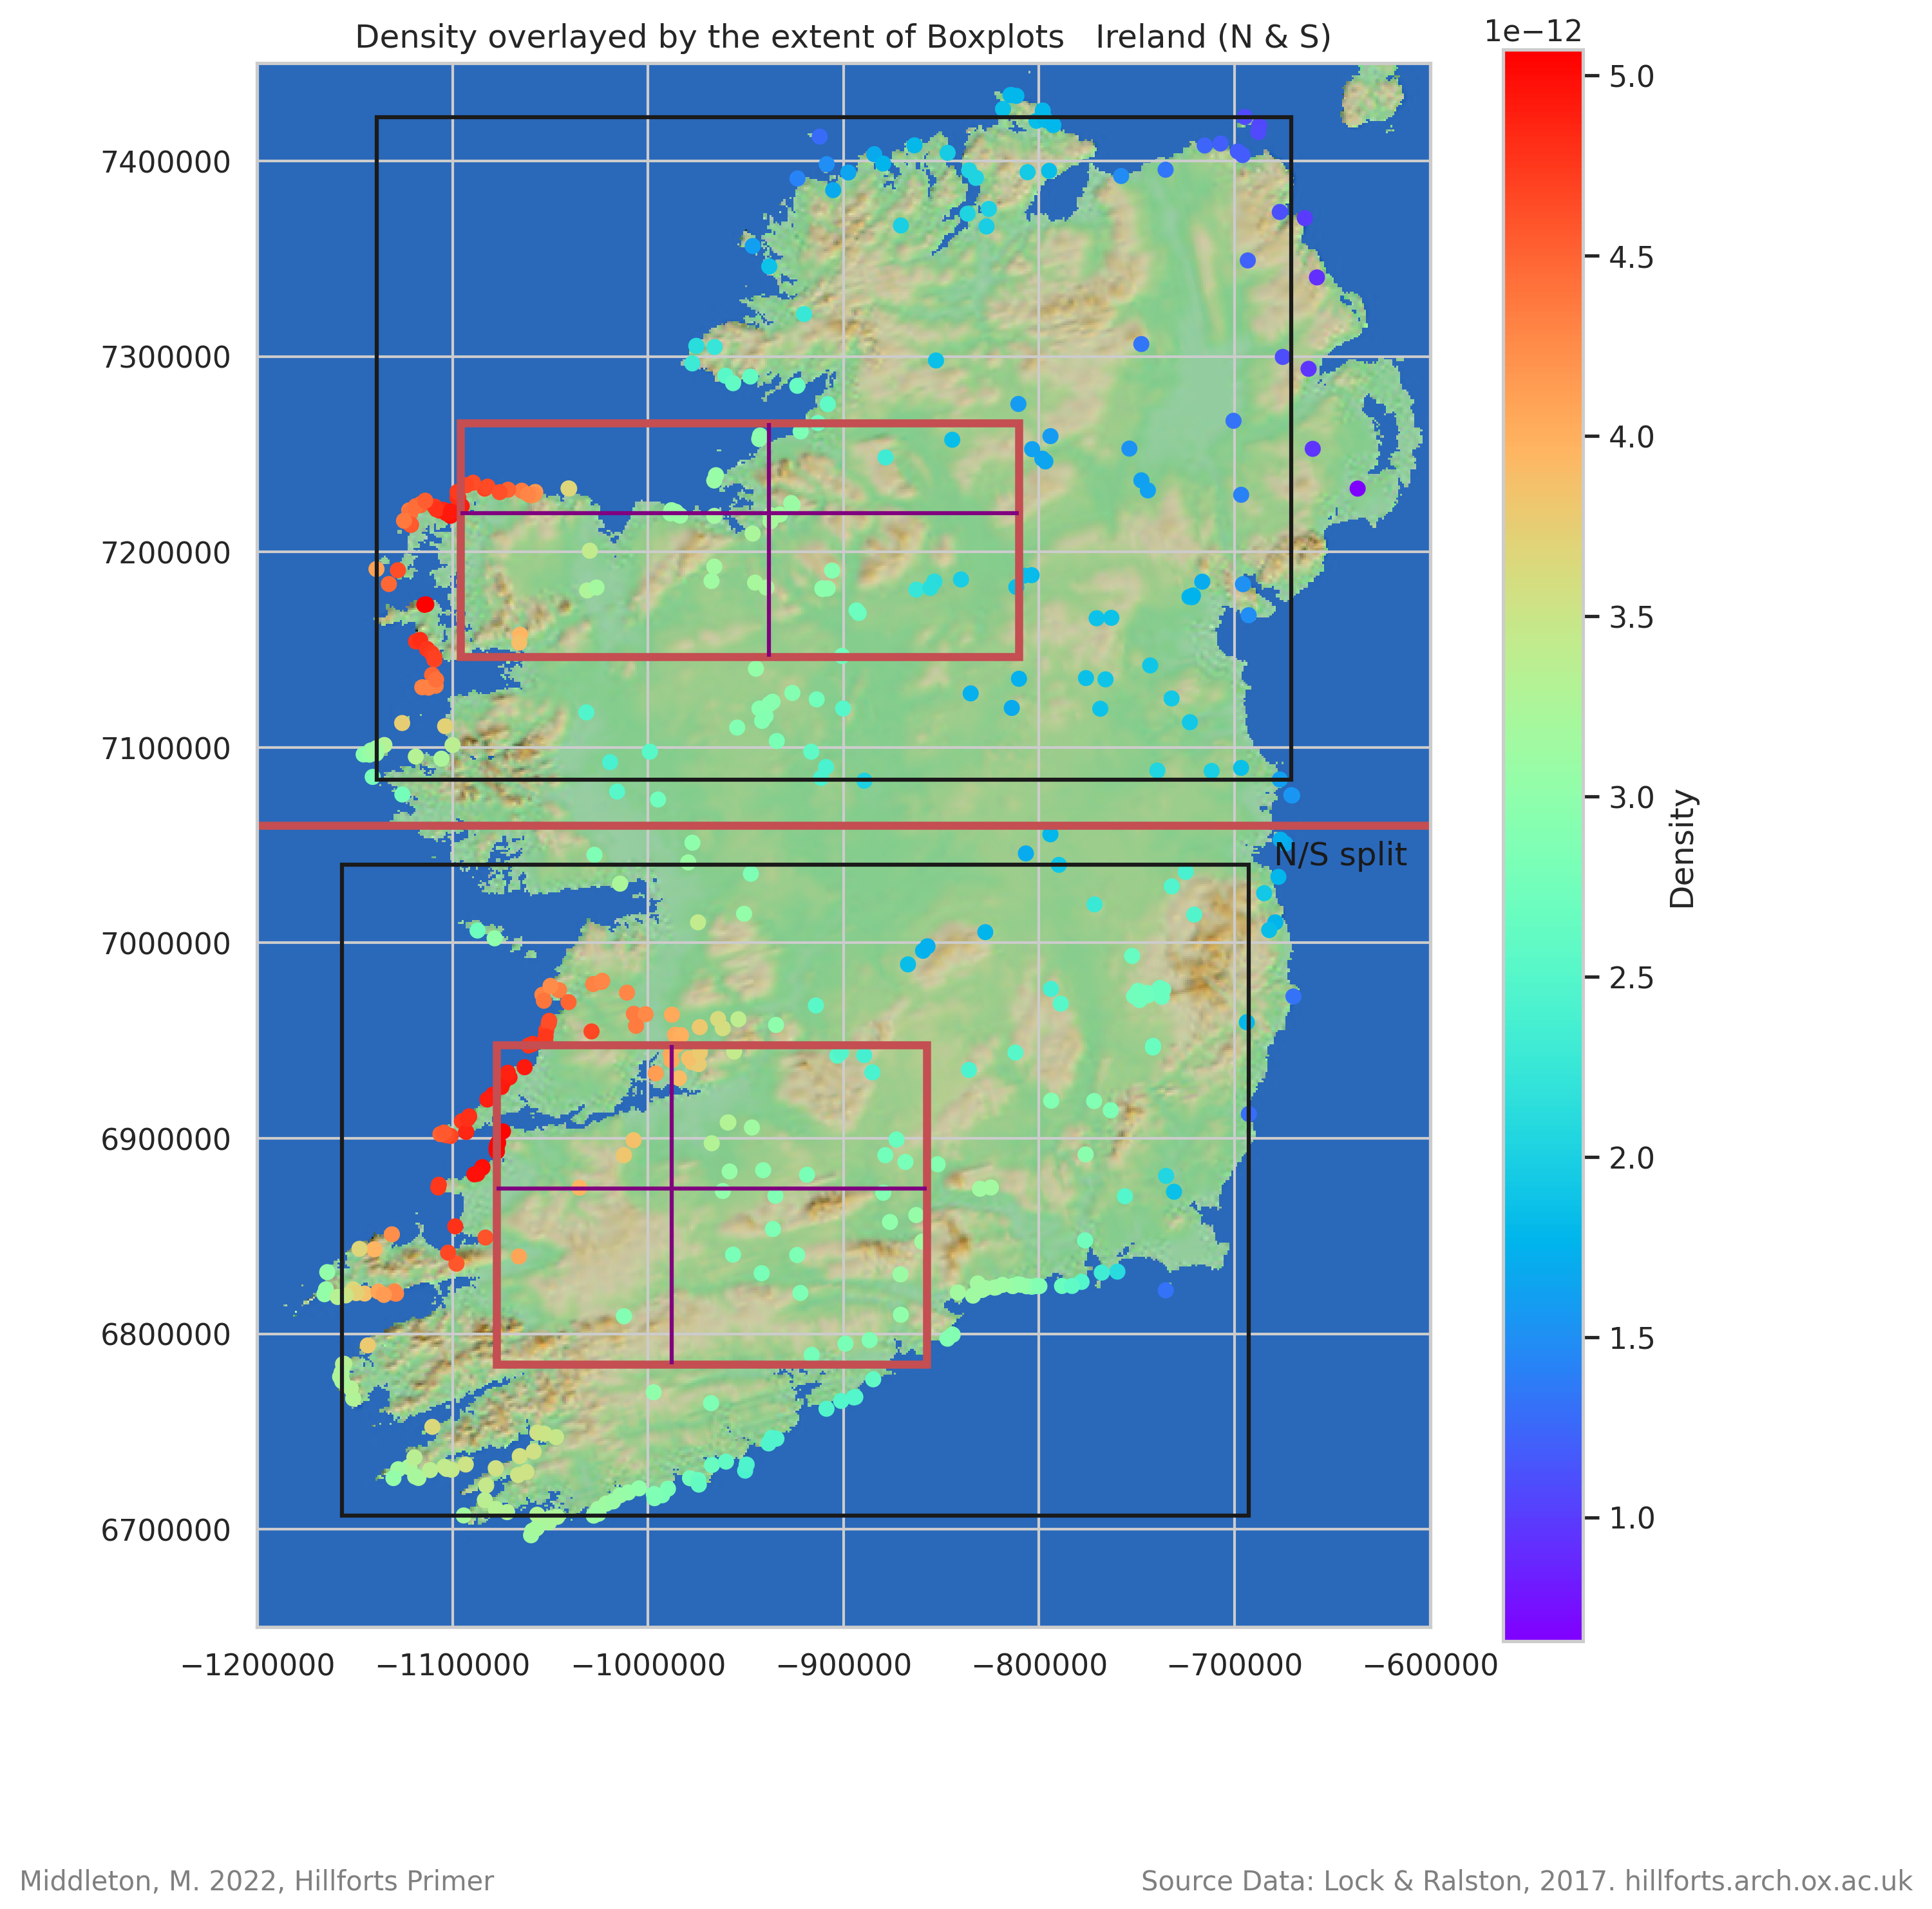 Density overlayed by the extent of Boxplots   Ireland (N & S)
1e−12
5.0
4.5
4.0
3.5
3.0
2.5
2.0
1.5
1.0
Density
7400000
7300000
7200000
7100000
7000000
6900000
6800000
6700000
N/S split
−1200000 −1100000 −1000000 −900000 −800000 −700000 −600000
Middleton, M. 2022, Hillforts Primer
Source Data: Lock & Ralston, 2017. hillforts.arch.ox.ac.uk